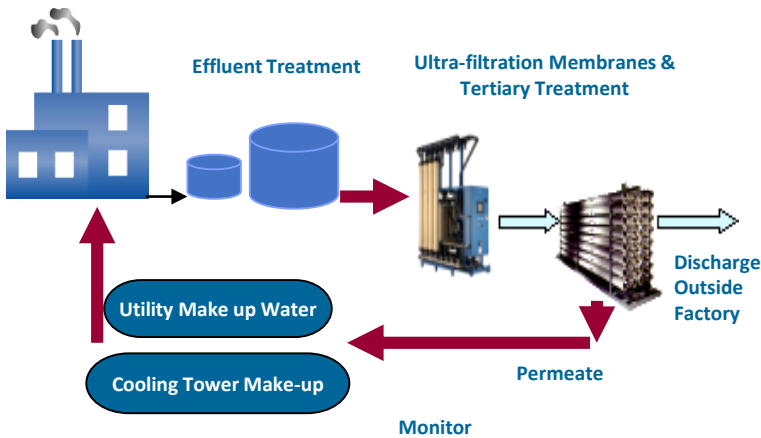 Effluent Treatment
Ultra-filtration Membranes &
Tertiary Treatment
Discharge
Outside
Factory
Utility Make up Water
Cooling Tower Make-up
Permeate
Monitor